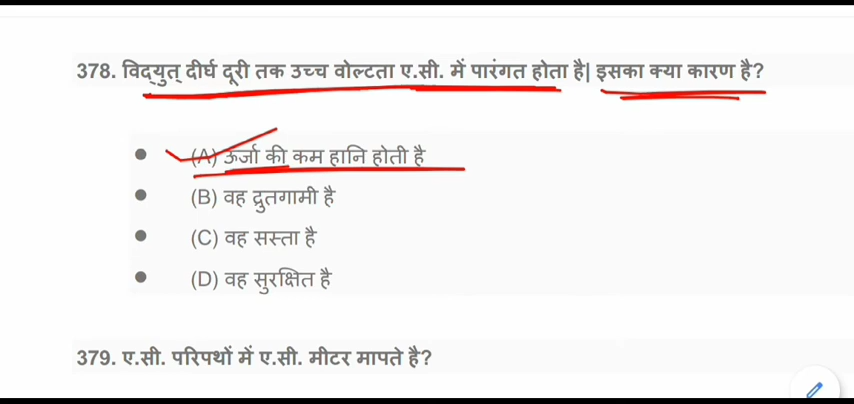 378. विद्युत् दीर्घ दूरी तक उच्च वोल्टता ए.सी. में पारंगत होता है| इसका क्या कारण है?
(A) ऊर्जा की कम हानि होती है
(B) वह द्रुतगामी है
(C) वह सस्ता है
(D) वह सुरक्षित है
379. ए.सी. परिपथों में ए.सी. मीटर मापते है?